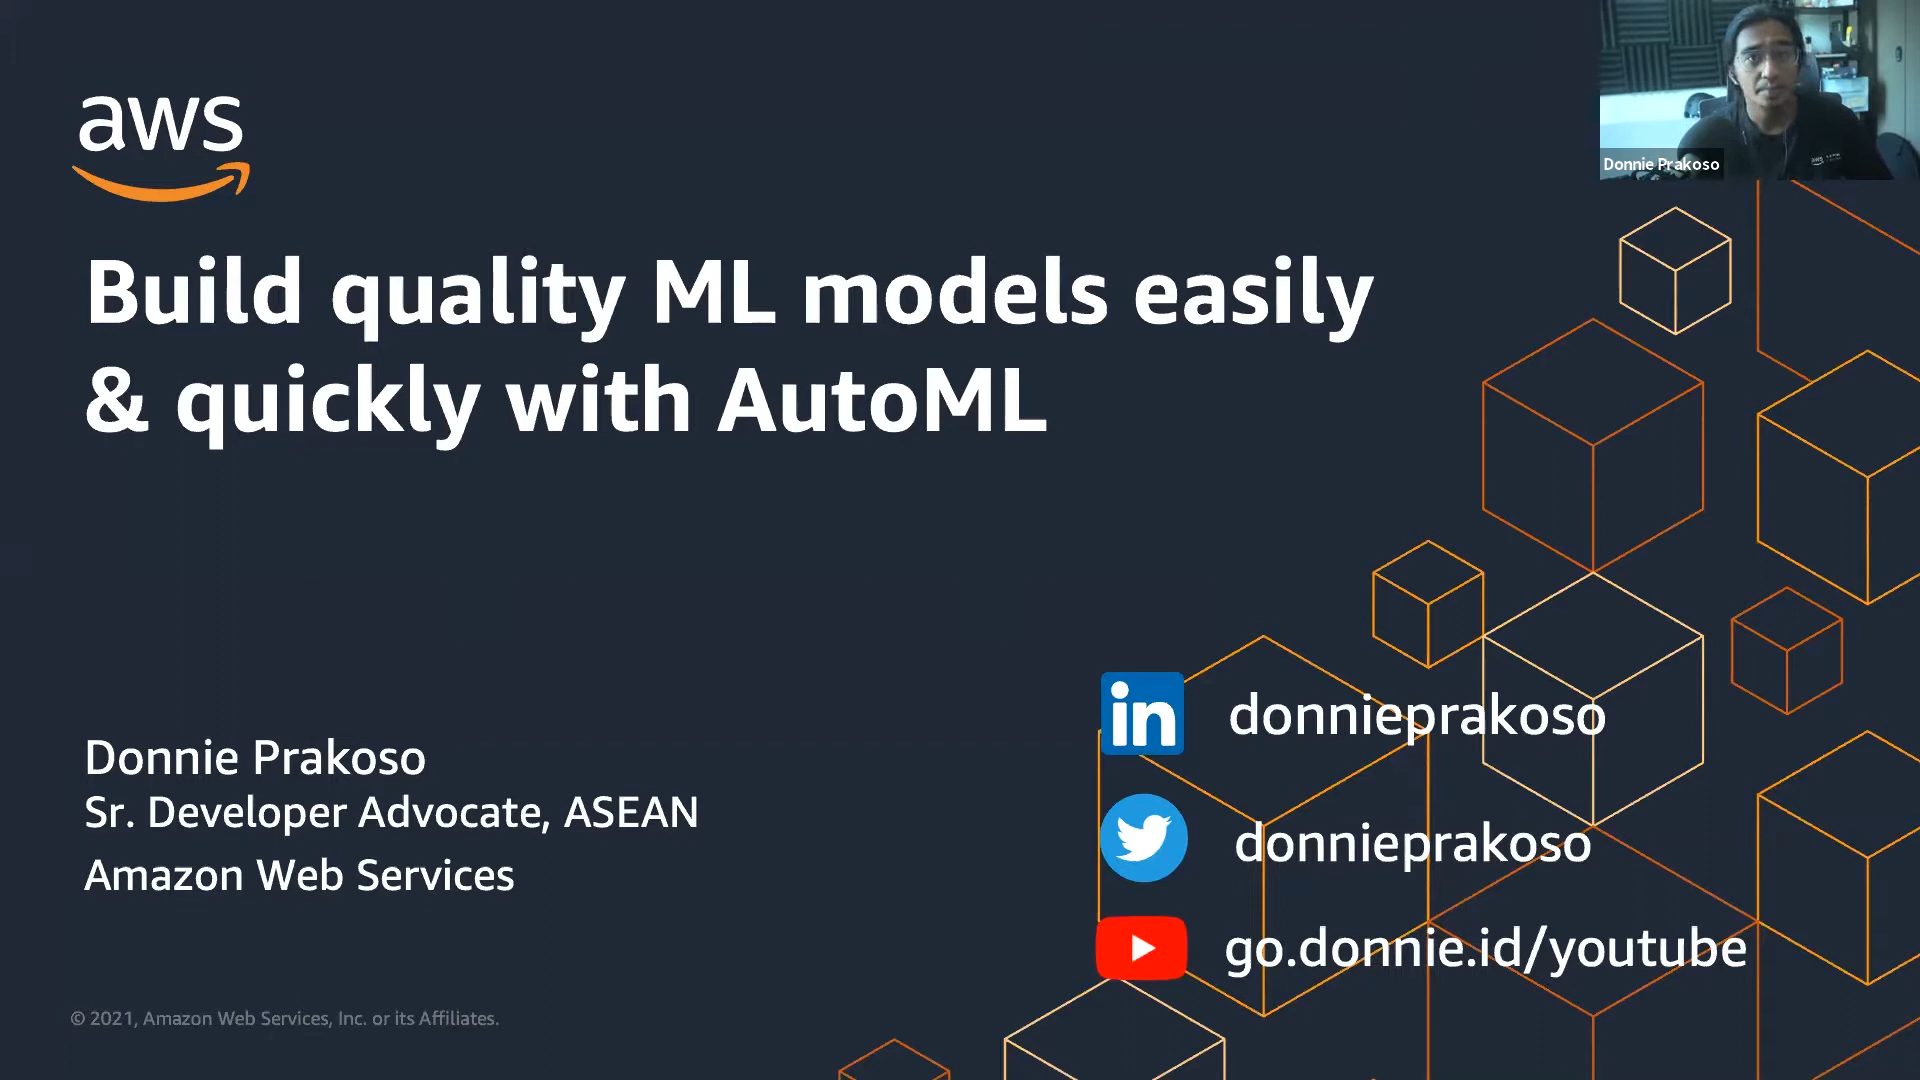 aws
Donnie Prakoso
Build quality ML models easily
& quickly with AutoML
in donnieprakoso
donnieprakoso
go.donnie.id/youtube
Donnie Prakoso
Sr. Developer Advocate, ASEAN
Amazon Web Services
© 2021, Amazon Web Services, Inc. or its Affiliates.